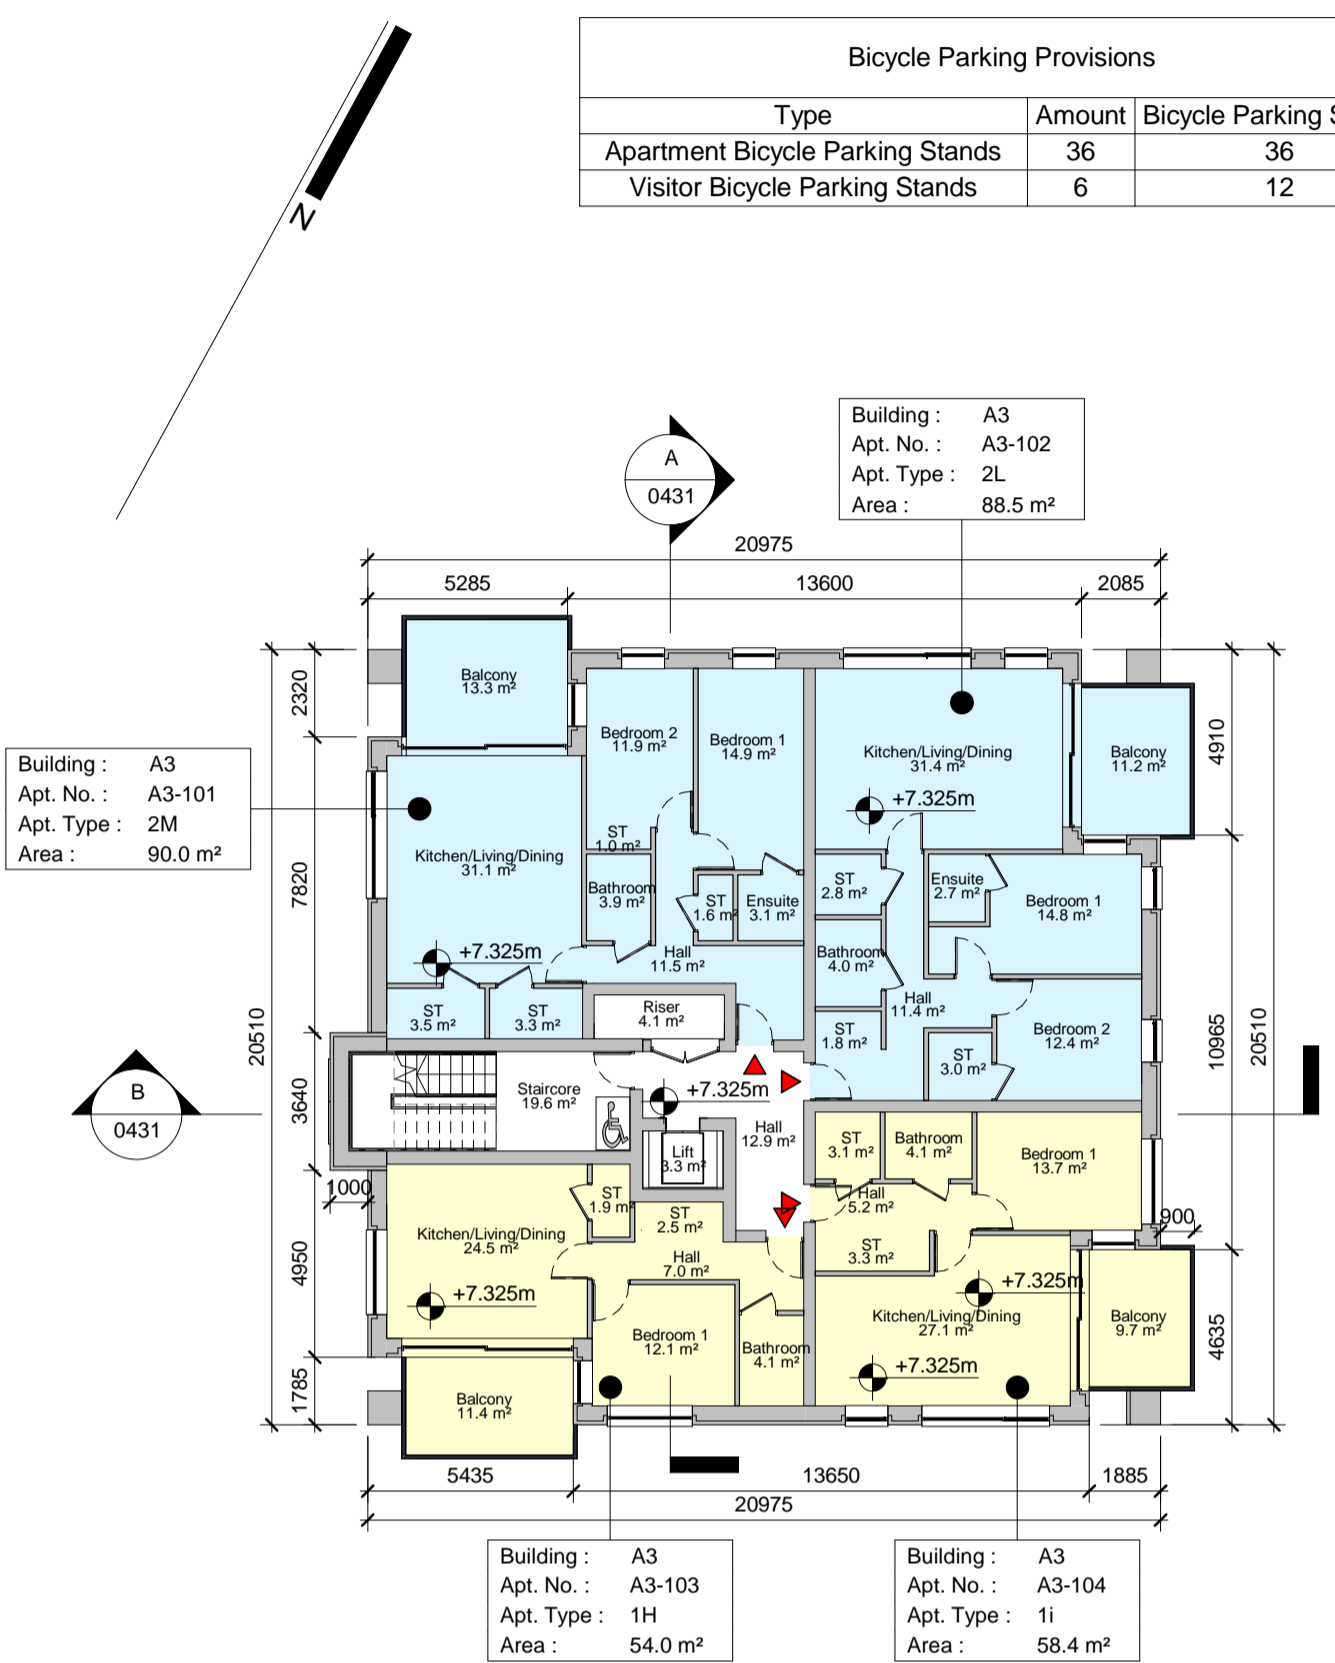 Bicycle Parking Provisions
Type Amount Bicycle Parking
Apartment Bicycle Parking Stands 36 36
Visitor Bicycle Parking Stands 6 12
N
Building : A3
Apt. No. : A3-102
Apt. Type : 2L
Area : 88.5 m²
A
0431
20975
5285 13600 2085
Building : A3
Apt. No. : A3-101
Apt. Type : 2M
Area : 90.0 m²
2320
7820
20510
3640
1000
4950
1785
4910
10965
20510
900
4635
B
0431
Balcony
13.3 m²
Bedroom 2
11.9 m²
Bedroom 1
14.9 m²
Kitchen/Living/Dining
31.4 m²
+7.325m
Balcony
11.2 m²
Kitchen/Living/Dining
31.1 m²
+7.325m
ST
1.0 m²
Bathroom
3.9 m²
ST
1.6 m²
Ensuite
3.1 m²
Hall
11.5 m²
ST
3.5 m²
ST
3.3 m²
Riser
4.1 m²
ST
2.8 m²
Ensuite
2.7 m²
Bedroom 1
14.8 m²
Bathroom
4.0 m²
Hall
11.4 m²
ST
1.8 m²
ST
3.0 m²
Bedroom 2
12.4 m²
Staircore
19.6 m²
+7.325m
Hall
12.9 m²
Lift
3.3 m²
ST
3.1 m²
Bathroom
4.1 m²
Bedroom 1
13.7 m²
Hall
5.2 m²
ST
3.3 m²
+7.325m
Kitchen/Living/Dining
27.1 m²
+7.325m
Balcony
9.7 m²
Kitchen/Living/Dining
24.5 m²
+7.325m
ST
1.9 m²
ST
2.5 m²
Hall
7.0 m²
Bedroom 1
12.1 m²
Bathroom
4.1 m²
Balcony
11.4 m²
5435 13650 1885
20975
Building : A3
Apt. No. : A3-103
Apt. Type : 1H
Area : 54.0 m²
Building : A3
Apt. No. : A3-104
Apt. Type : 1i
Area : 58.4 m²